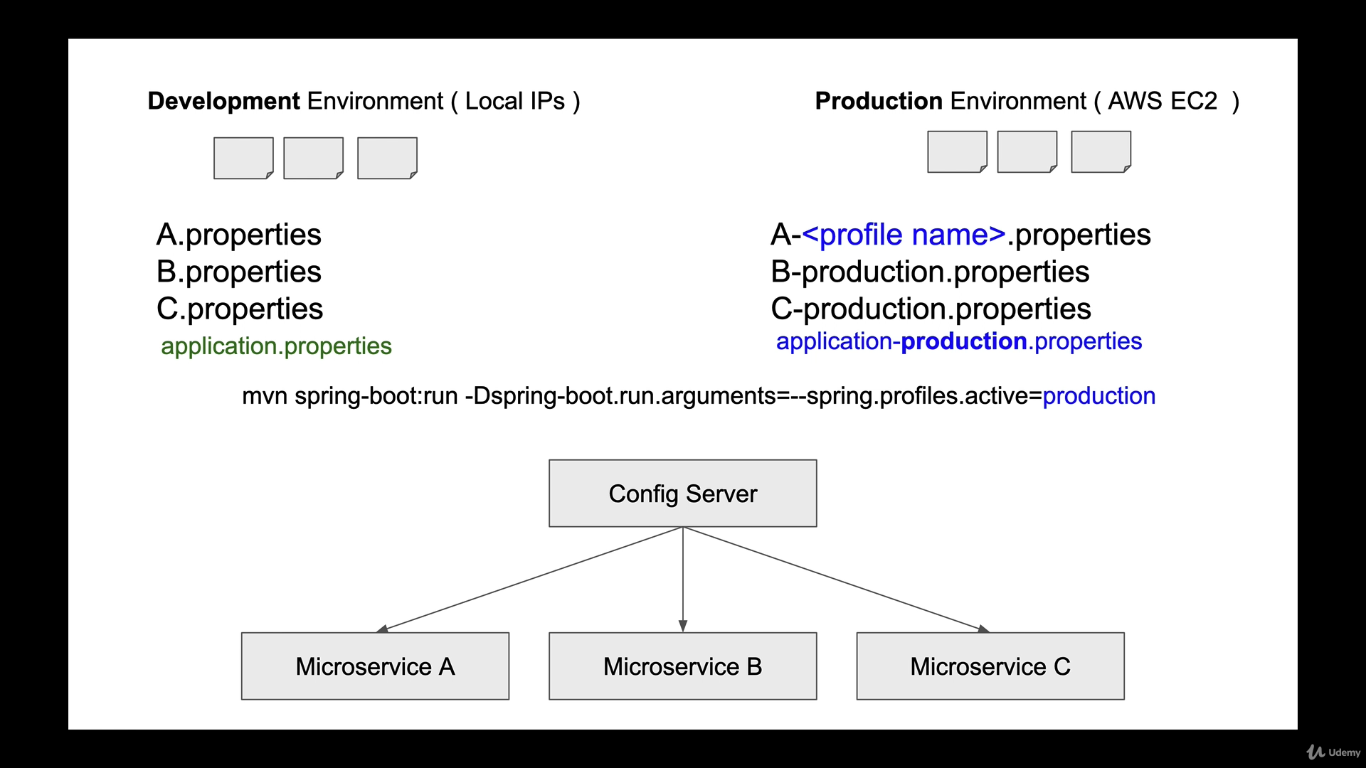 Development Environment ( Local IPs )
Production Environment ( AWS EC2 )
A.properties
B.properties
C.properties
application.properties
A-<profile name>.properties
B-production.properties
C-production.properties
application-production.properties
mvn spring-boot:run -Dspring-boot.run.arguments=--spring.profiles.active=production
Config Server
Microservice A
Microservice B
Microservice C
Udemy